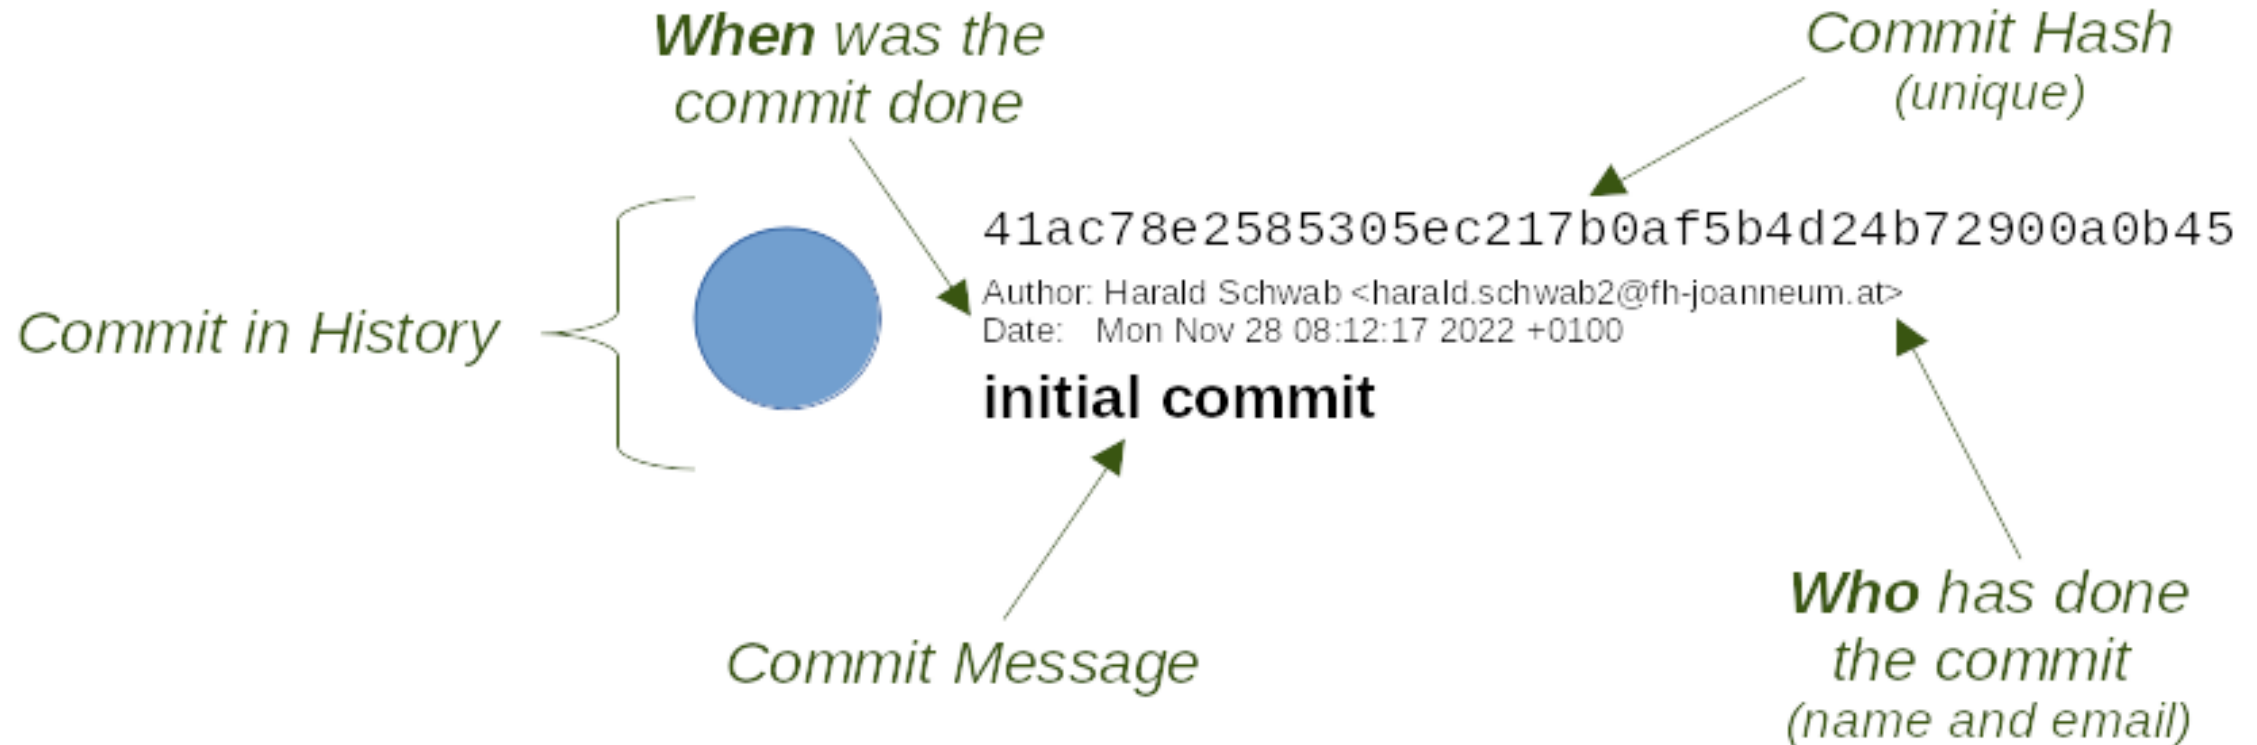 When was the
commit done
Commit Hash
(unique)
41ac78e2585305ec217b0af5b4d24b72900a0b45
Author: Harald Schwab <harald.schwab2@fh-joanneum.at>
Date: Mon Nov 28 08:12:17 2022 +0100
initial commit
Commit in History
Commit Message
Who has done
the commit
(name and email)